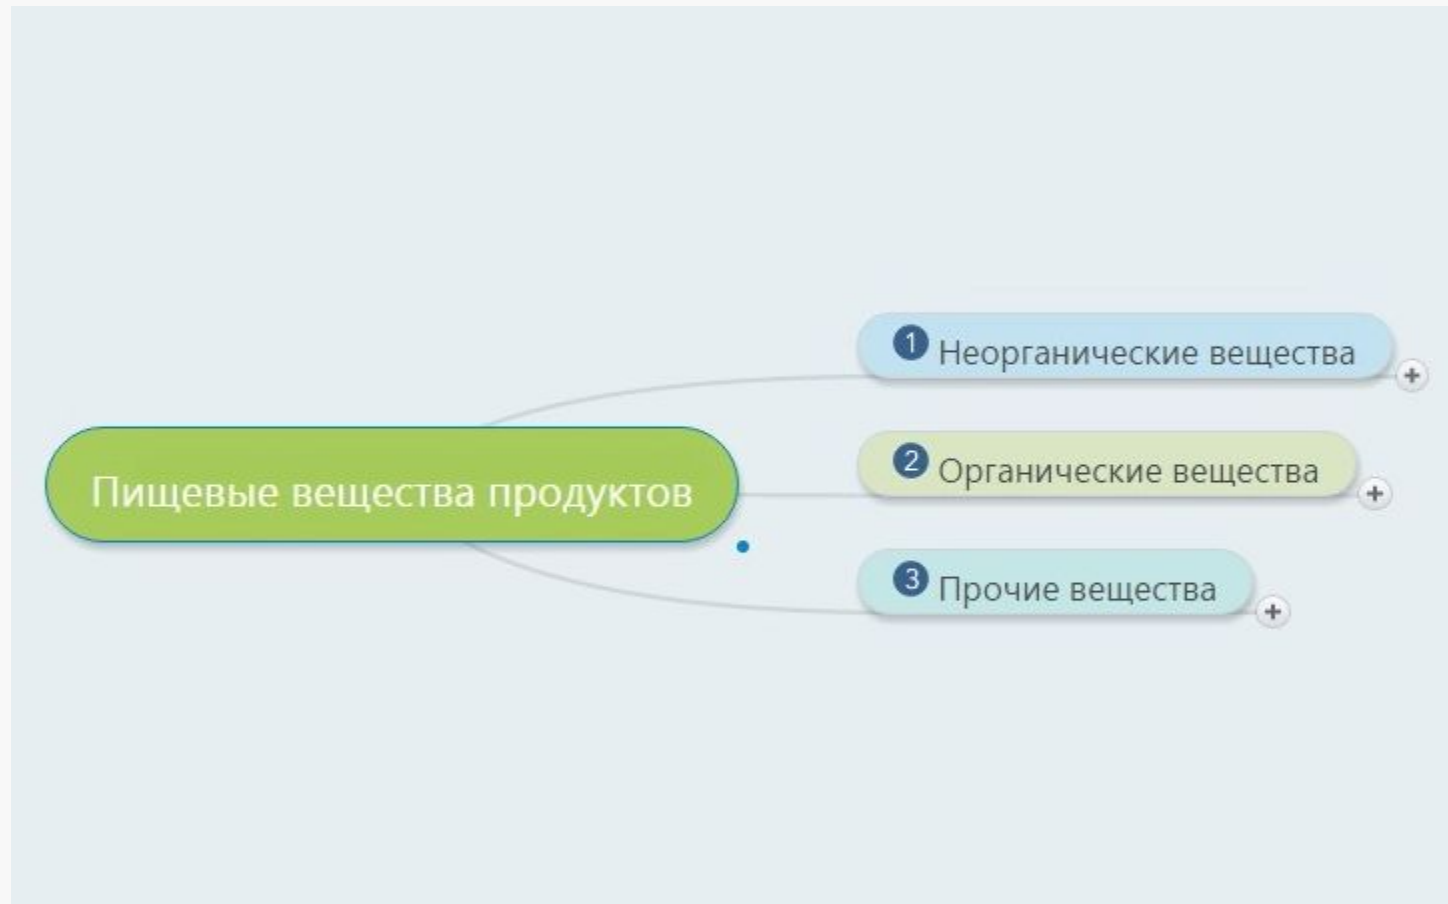 Пищевые вещества продуктов
1 Неорганические вещества
2 Органические вещества
3 Прочие вещества